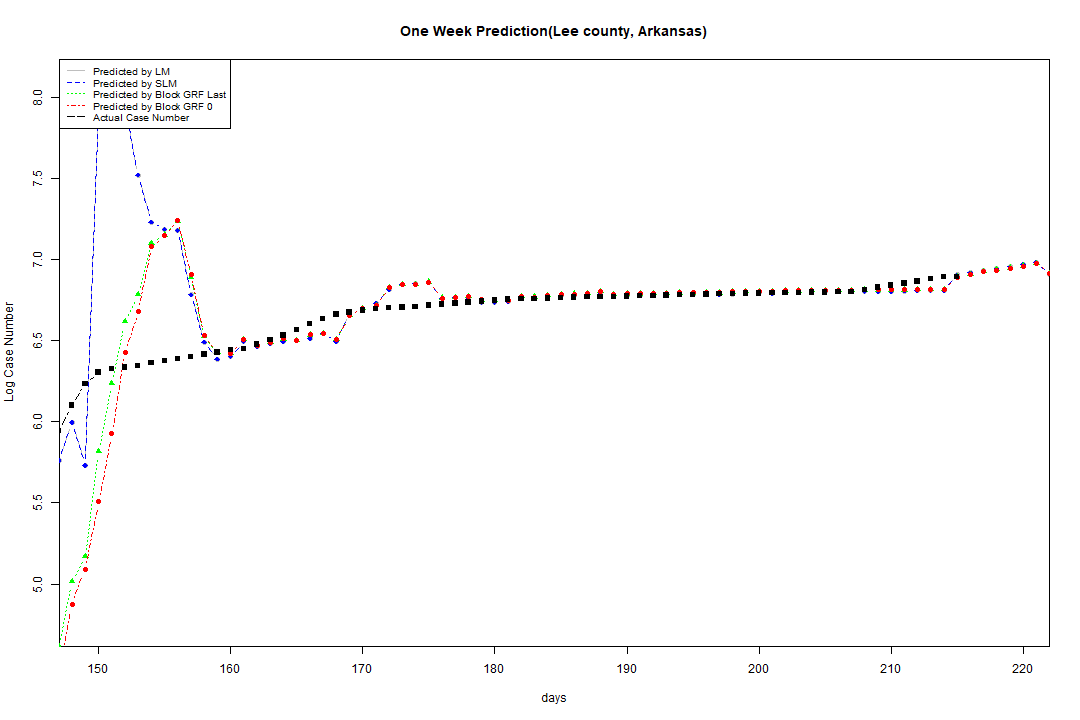 One Week Prediction(Lee county, Arkansas)
Predicted by LM
Predicted by SLM
Predicted by Block GRF Last
Predicted by Block GRF 0
Actual Case Number
8.0
7.5
7.0
6.5
6.0
5.5
5.0
Log Case Number
150 160 170 180 190 200 210 220
days